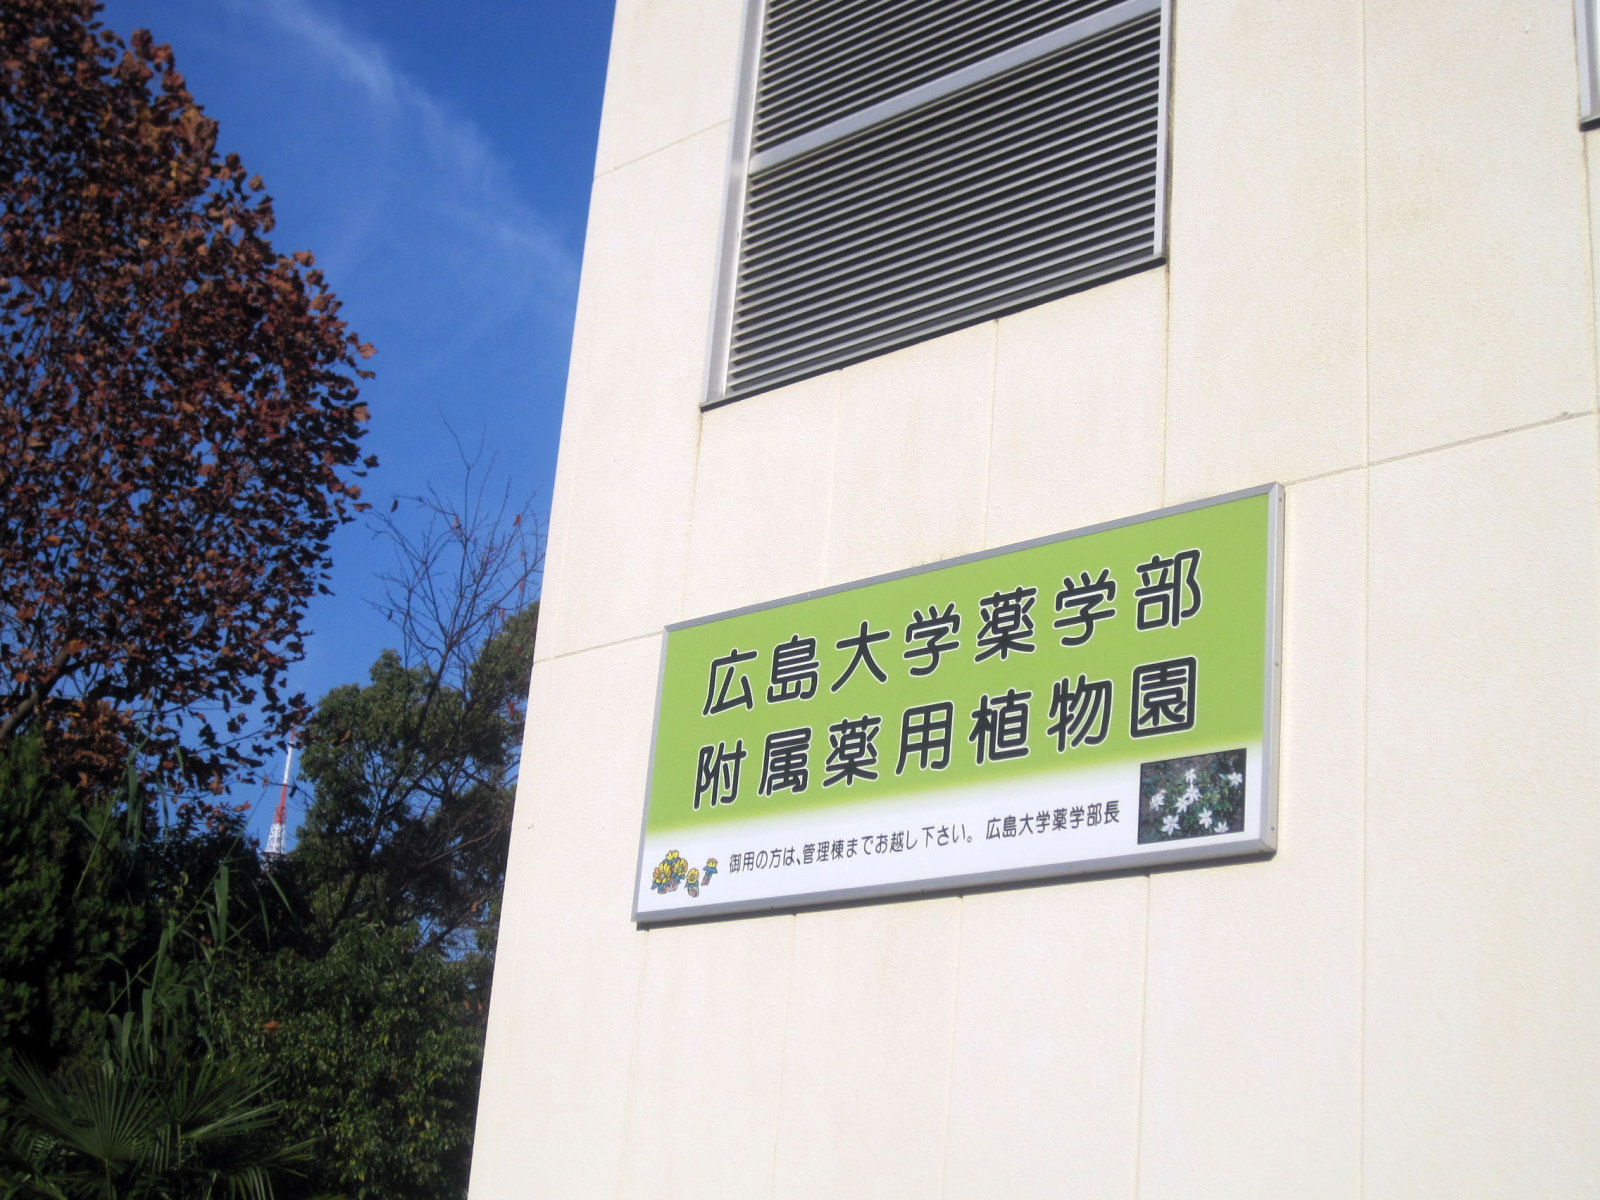 広島大学薬学部
附属薬用植物園
御用の方は、管理棟までお越し下さい。 広島大学薬学部長